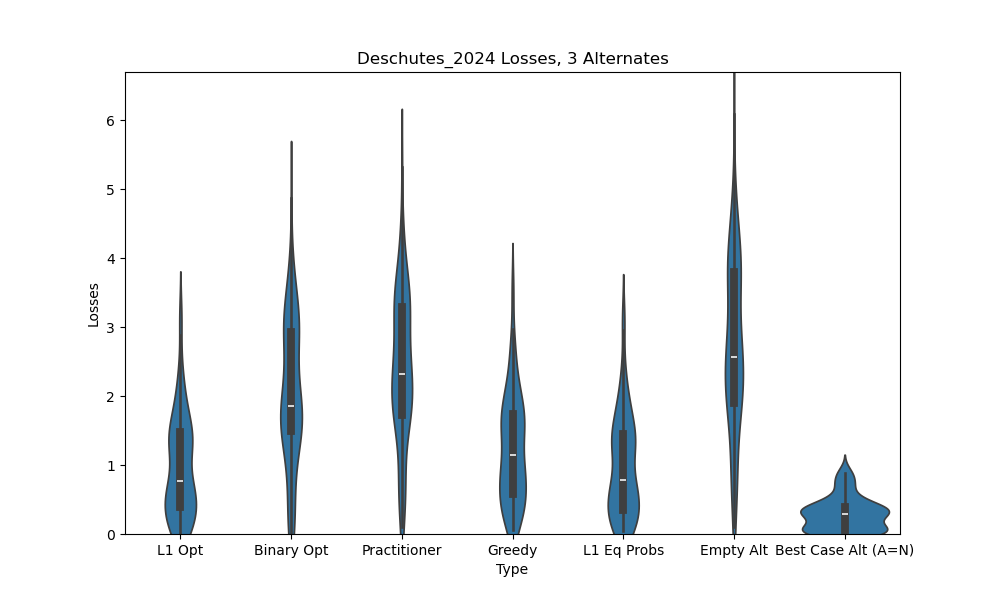 Deschutes_2024 Losses, 3 Alternates
6
5
4
3
2
1
0
Losses
L1 Opt
Binary Opt
Practitioner
Greedy
L1 Eq Probs
Empty Alt
Best Case Alt (A=N)
Type